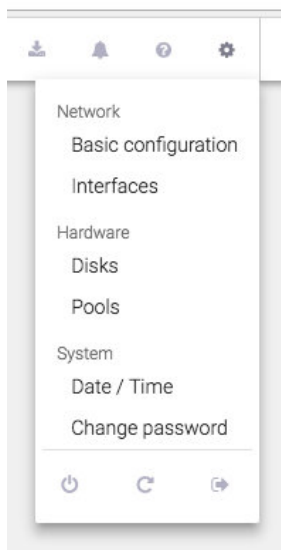 Network
Basic configuration
Interfaces
Hardware
Disks
Pools
System
Date / Time
Change password